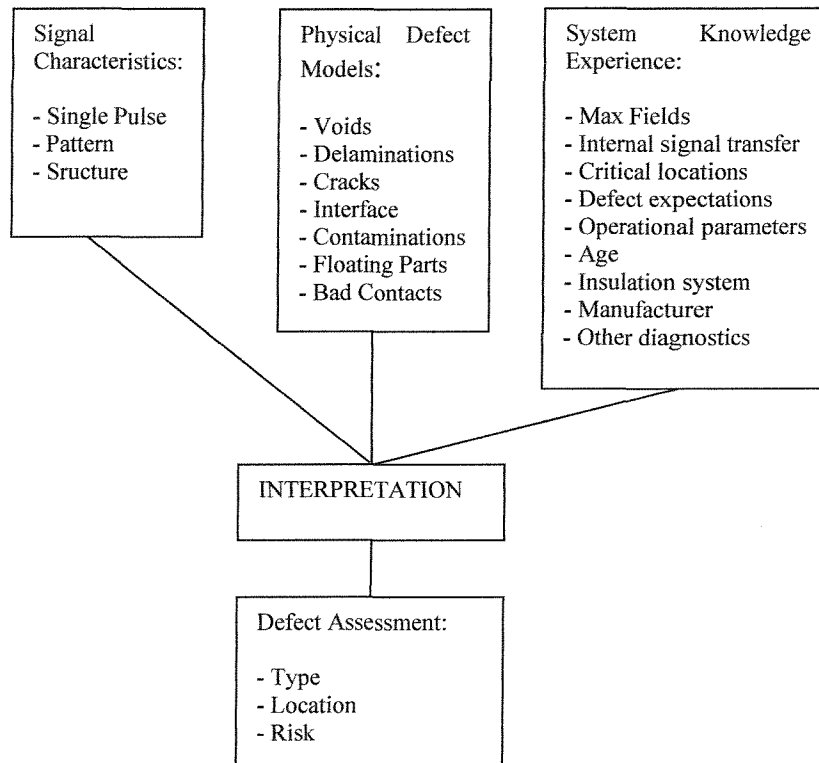 Signal
Characteristics:
- Single Pulse
- Pattern
- Sructure
Physical Defect
Models:
- Voids
- Delaminations
- Cracks
- Interface
- Contaminations
- Floating Parts
- Bad Contacts
System Knowledge
Experience:
- Max Fields
- Internal signal transfer
- Critical locations
- Defect expectations
- Operational parameters
- Age
- Insulation system
- Manufacturer
- Other diagnostics
INTERPRETATION
Defect Assessment:
- Type
- Location
- Risk